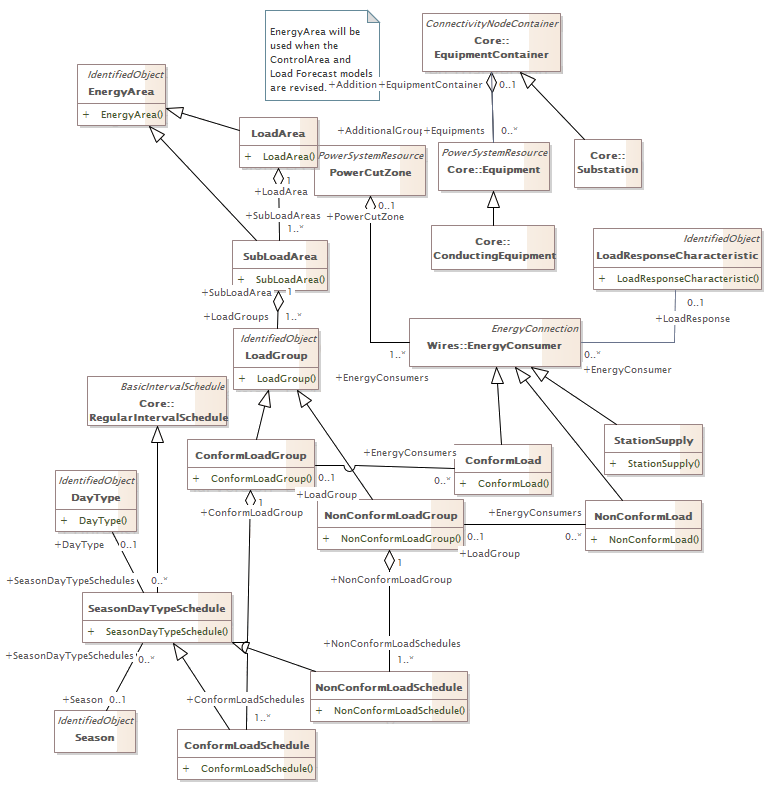 EnergyArea will be
used when the
ControlArea and
Load Forecast models
are revised.
ConnectivityNodeContainer
Core::
EquipmentContainer
IdentifiedObject
EnergyArea
+ EnergyArea()
+Addition
+EquipmentContainer
0..1
LoadArea
+ LoadArea()
+AdditionalGroup
+Equipments
0..*
PowerSystemResource
PowerCutZone
PowerSystemResource
Core::Equipment
Core::
Substation
1
+LoadArea
+SubLoadAreas
1..*
0..1
+PowerCutZone
SubLoadArea
+ SubLoadArea()
Core::
ConductingEquipment
IdentifiedObject
LoadResponseCharacteristic
+ LoadResponseCharacteristic()
+SubLoadArea
1
+LoadGroups
1..*
0..1
+LoadResponse
IdentifiedObject
LoadGroup
+ LoadGroup()
EnergyConnection
Wires::EnergyConsumer
1..*
+EnergyConsumers
0..*
+EnergyConsumer
BasicIntervalSchedule
Core::
RegularIntervalSchedule
ConformLoadGroup
+ ConformLoadGroup()
+EnergyConsumers
0..1
0..*
+LoadGroup
ConformLoad
+ ConformLoad()
StationSupply
+ StationSupply()
IdentifiedObject
DayType
+ DayType()
1
+ConformLoadGroup
NonConformLoadGroup
+ NonConformLoadGroup()
+EnergyConsumers
0..1
0..*
+LoadGroup
NonConformLoad
+ NonConformLoad()
+DayType
0..1
1
+NonConformLoadGroup
+SeasonDayTypeSchedules
0..*
SeasonDayTypeSchedule
+ SeasonDayTypeSchedule()
+SeasonDayTypeSchedules
0..*
+NonConformLoadSchedules
1..*
+Season
0..1
+ConformLoadSchedules
1..*
NonConformLoadSchedule
+ NonConformLoadSchedule()
IdentifiedObject
Season
ConformLoadSchedule
+ ConformLoadSchedule()